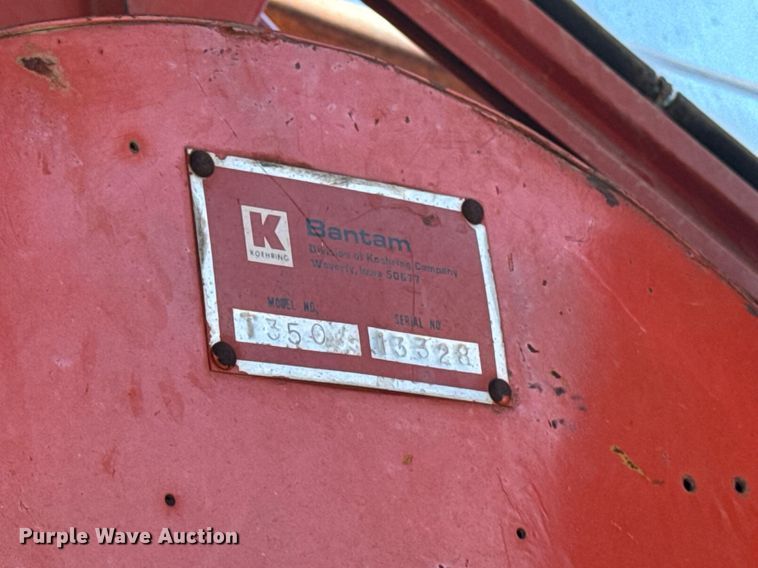 K
KOEHRING
Bantam
Division of Koehring Company
Waverly, Iowa 50677
MODEL NO.
SERIAL NO
T350
13328
Purple Wave Auction